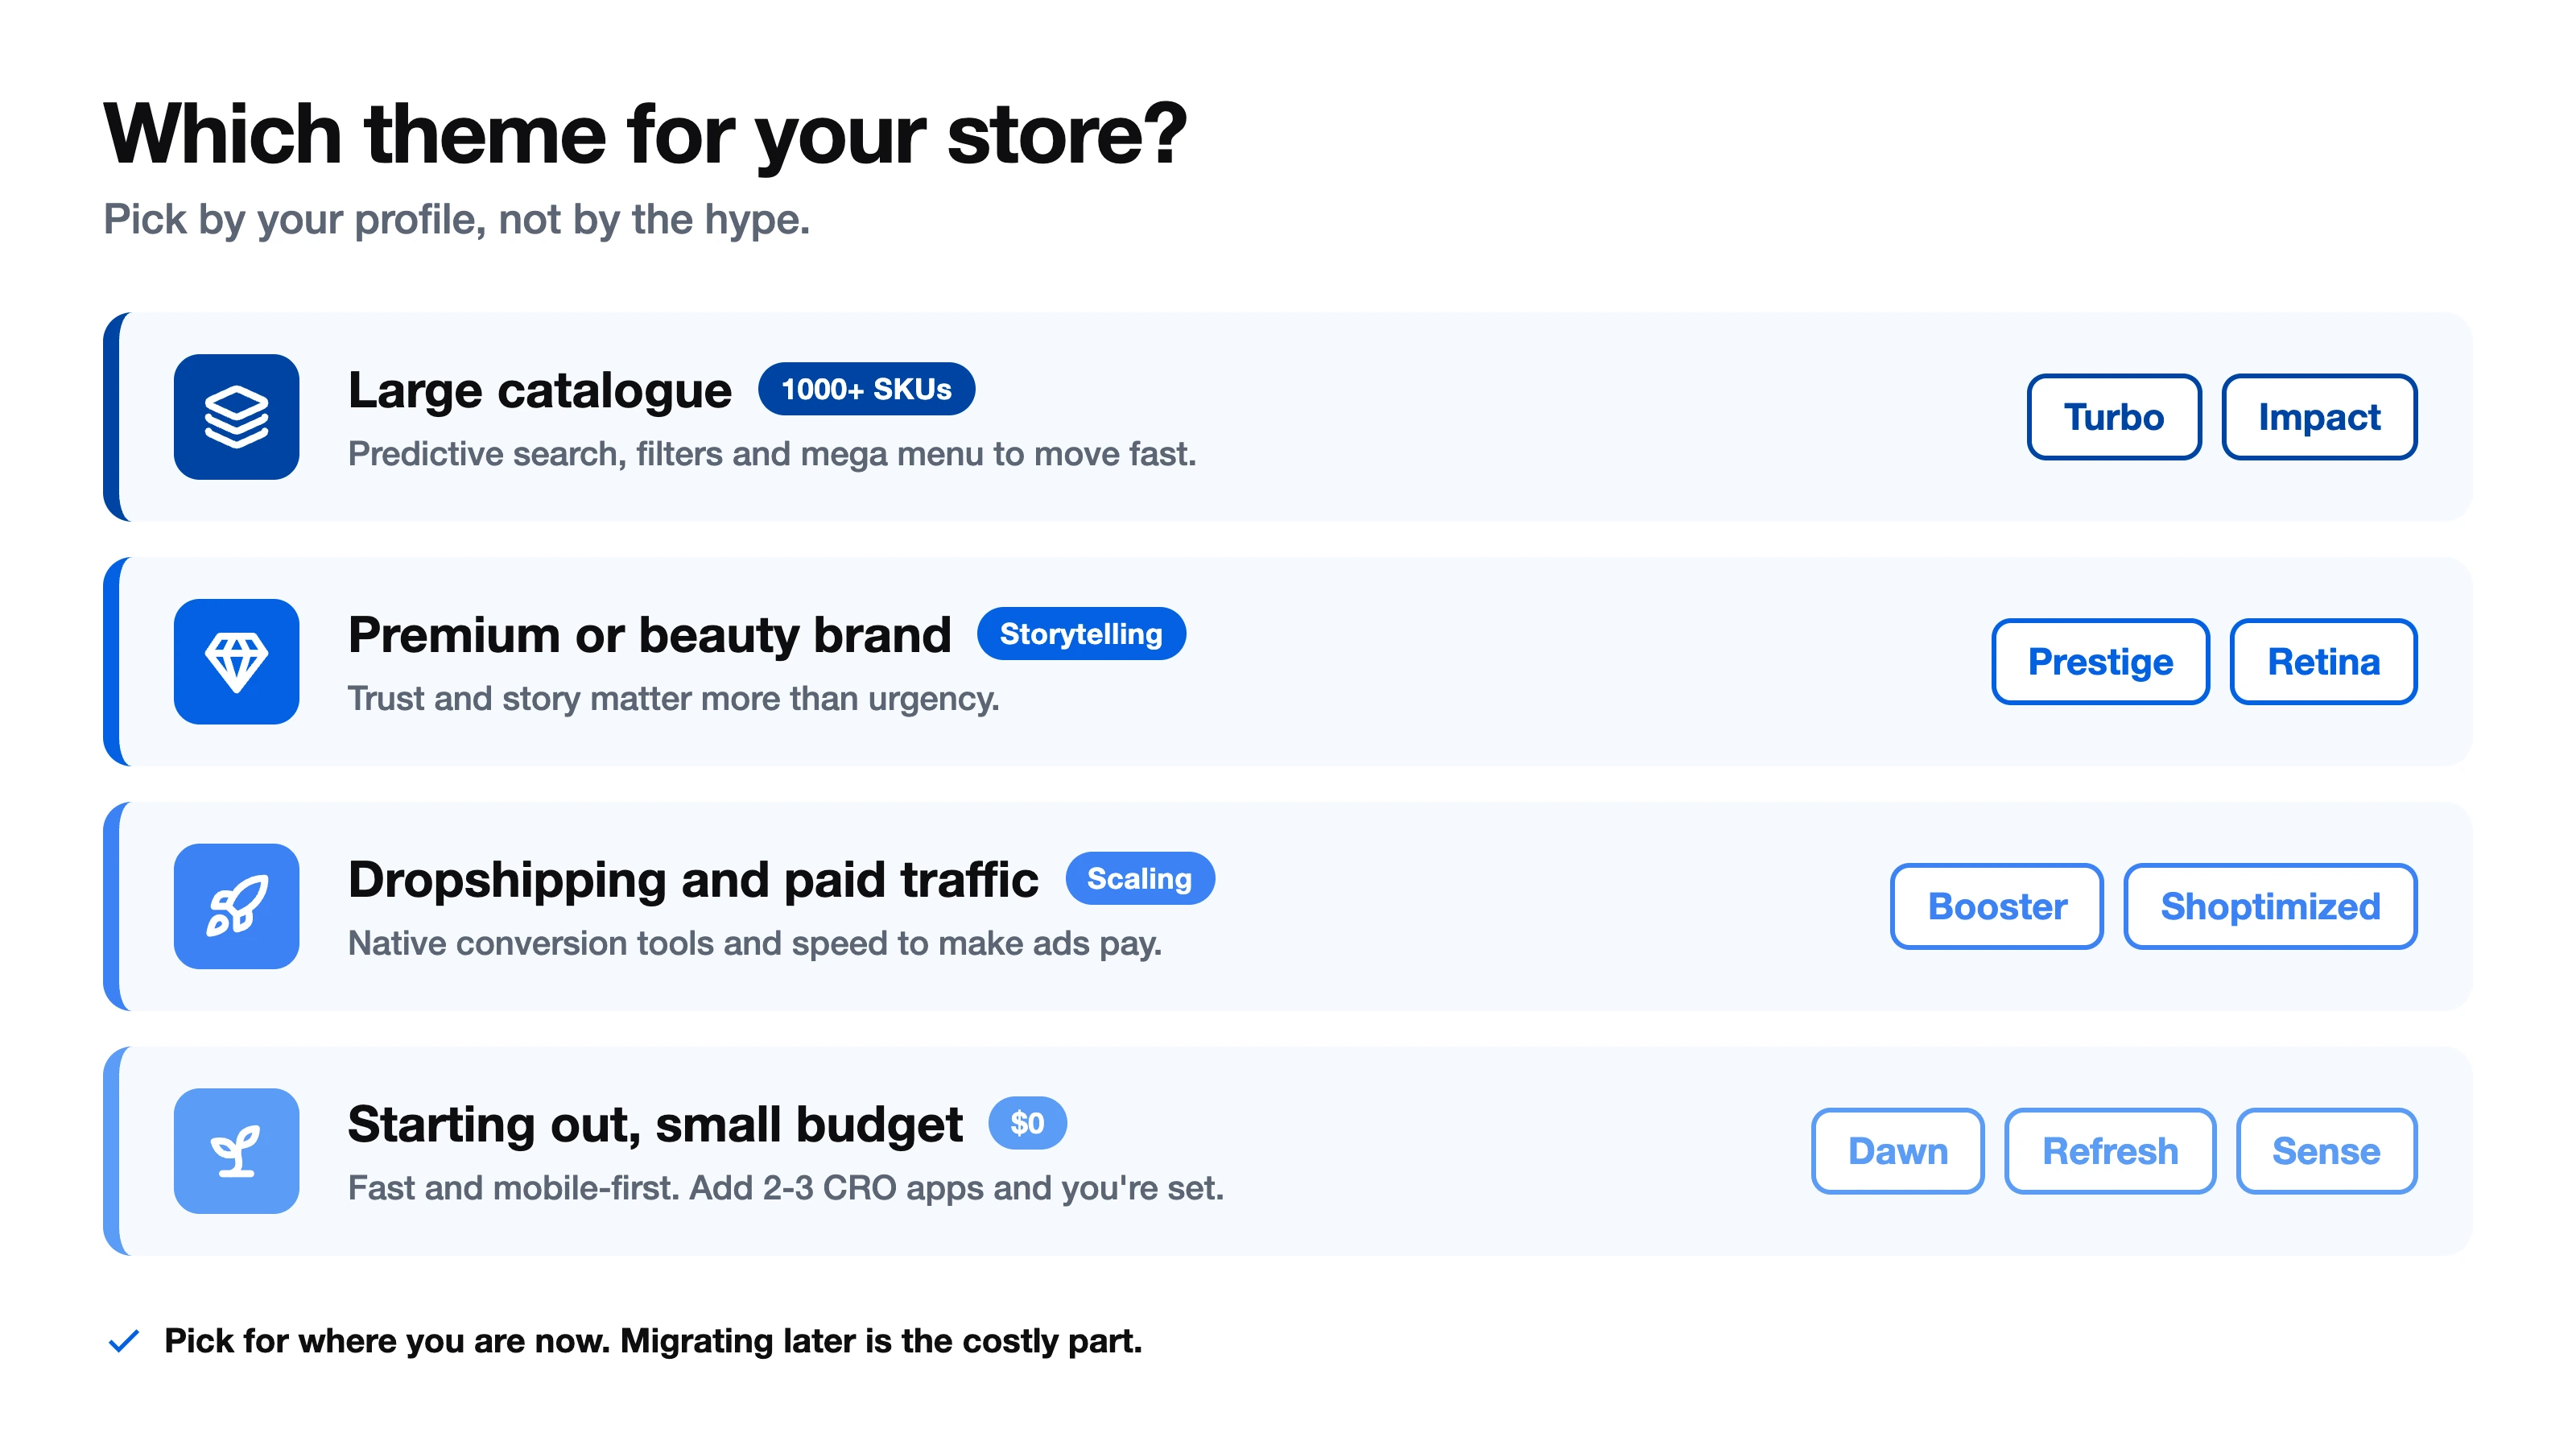 Which theme for your store?
Pick by your profile, not by the hype.
Large catalogue 1000+ SKUs
Predictive search, filters and mega menu to move fast.
Turbo Impact
Premium or beauty brand Storytelling
Trust and story matter more than urgency.
Prestige Retina
Dropshipping and paid traffic Scaling
Native conversion tools and speed to make ads pay.
Booster Shoptimized
Starting out, small budget $0
Fast and mobile-first. Add 2-3 CRO apps and you're set.
Dawn Refresh Sense
Pick for where you are now. Migrating later is the costly part.